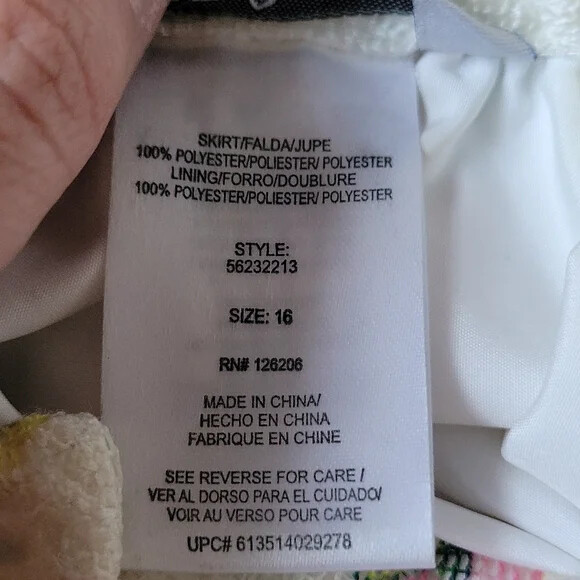 SKIRT/FALDA/JUPE
100% POLYESTER/POLIESTER/ POLYESTER
LINING/FORRO/DOUBLURE
100% POLYESTER/POLIESTER/ POLYESTER
STYLE:
56232213
SIZE: 16
RN# 126206
MADE IN CHINA/
HECHO EN CHINA
FABRIQUE EN CHINE
SEE REVERSE FOR CARE /
VER AL DORSO PARA EL CUIDADO/
VOIR AU VERSO POUR CARE
UPC# 613514029278